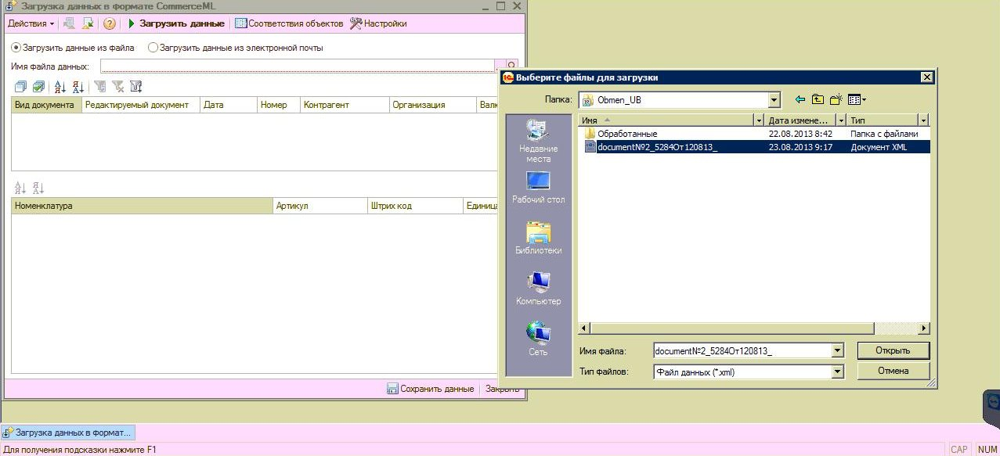 Загрузка данных в формате CommerceML
Действия Загрузить данные Соответствия объектов Настройки
Загрузить данные из файла Загрузить данные из электронной почты
Имя файла данных:
Вид документа Редактируемый документ Дата Номер Контрагент Организация Валю
Номенклатура Артикул Штрих код Единица
Сохранить данные Закрыть
Выберите файлы для загрузки
Папка: Obmen_UB
Имя Дата измене... Тип
Обработанные 22.08.2013 8:42 Папка с файлами
document№2_5284От120813_ 23.08.2013 9:17 Документ XML
Недавние
места
Рабочий стол
Библиотеки
Компьютер
Сеть
Имя файла: document№2_5284От120813_ Открыть
Тип файлов: Файл данных (*.xml) Отмена
Загрузка данных в формат...
Для получения подсказки нажмите F1 CAP NUM